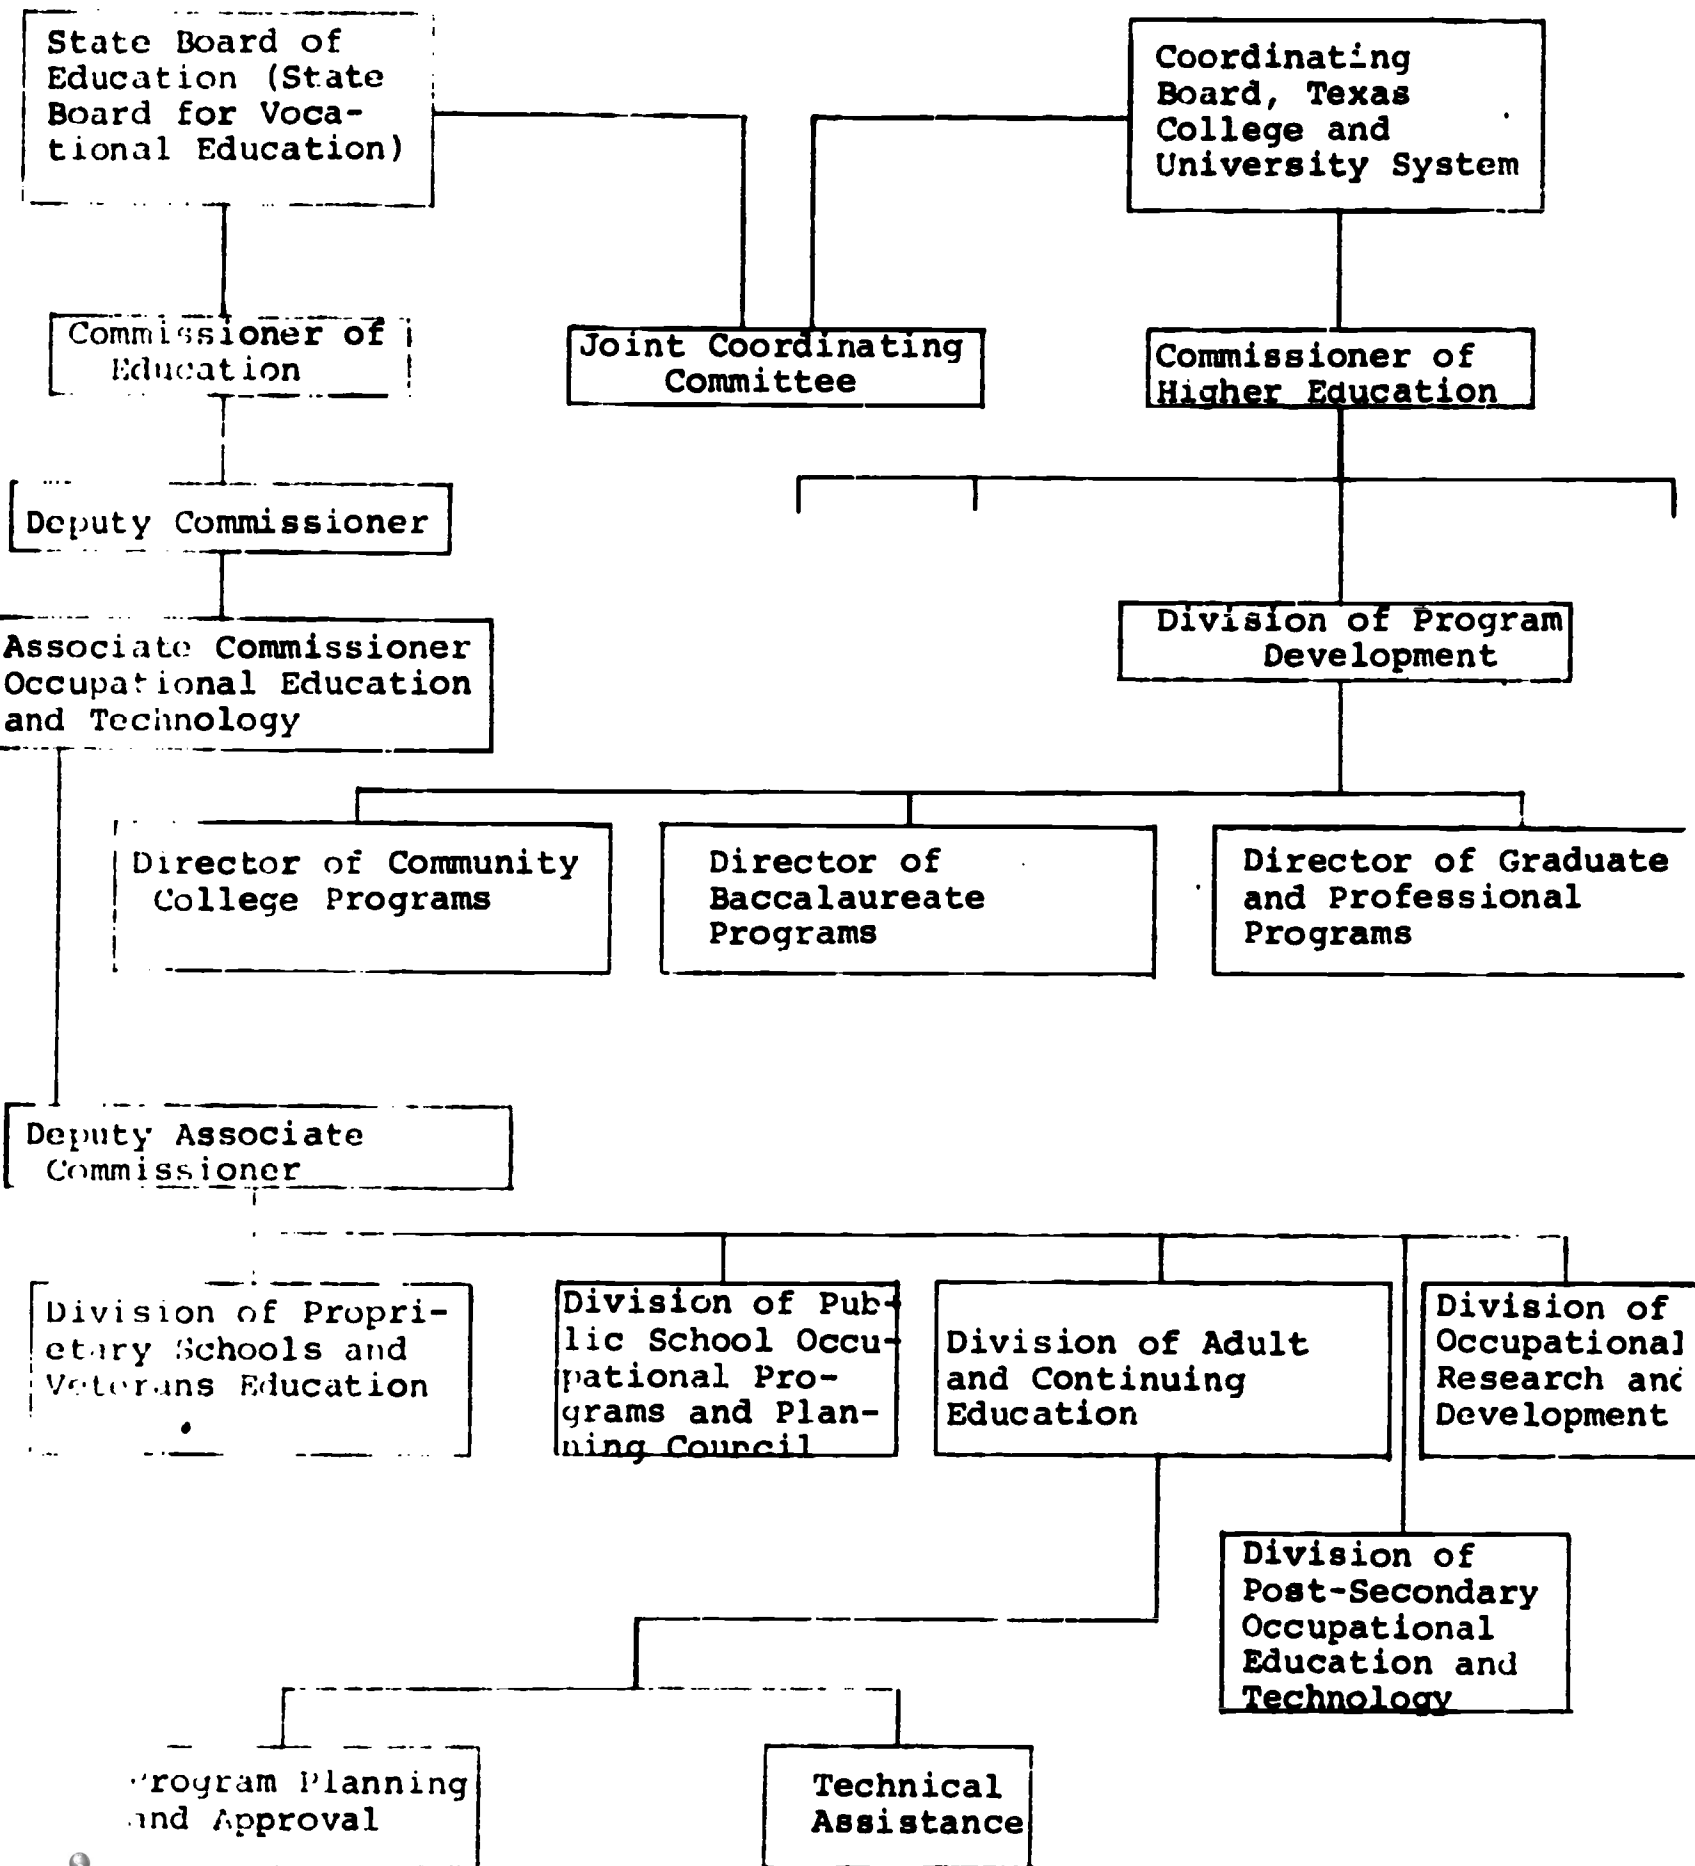 State Board of
Education (State
Board for Voca-
tional Education)
Coordinating
Board, Texas
College and
University System
Commissioner of
Education
Joint Coordinating
Committee
Commissioner of
Higher Education
Deputy Commissioner
Associate Commissioner
Occupational Education
and Technology
Division of Program
Development
Director of Community
College Programs
Director of
Baccalaureate
Programs
Director of Graduate
and Professional
Programs
Deputy Associate
Commissioner
Division of Propri-
etary Schools and
Veterans Education
Division of Pub-
lic School Occu-
pational Pro-
grams and Plan-
ning Council
Division of Adult
and Continuing
Education
Division of
Occupational
Research and
Development
Division of
Post-Secondary
Occupational
Education and
Technology
Program Planning
and Approval
Technical
Assistance